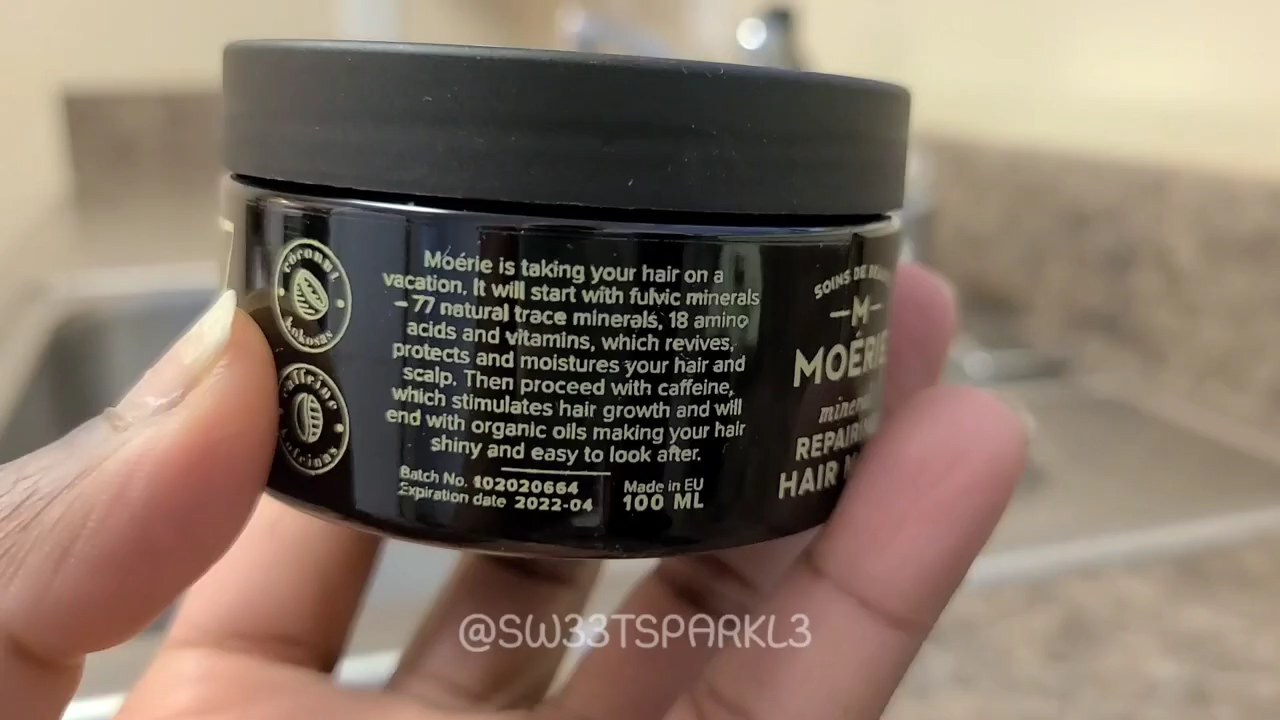 coconut
kokosas
caffeine
Moérie is taking your hair on a
vacation. It will start with fulvic minerals
– 77 natural trace minerals, 18 amino
acids and vitamins, which revives,
protects and moistures your hair and
scalp. Then proceed with caffeine,
which stimulates hair growth and will
end with organic oils making your hair
shiny and easy to look after.
Batch No. 102020664
Expiration date 2022-04
Made in EU
100 ML
SOINS DE
M
MOÉRIE
HAIR
@SW33TSPARKL3